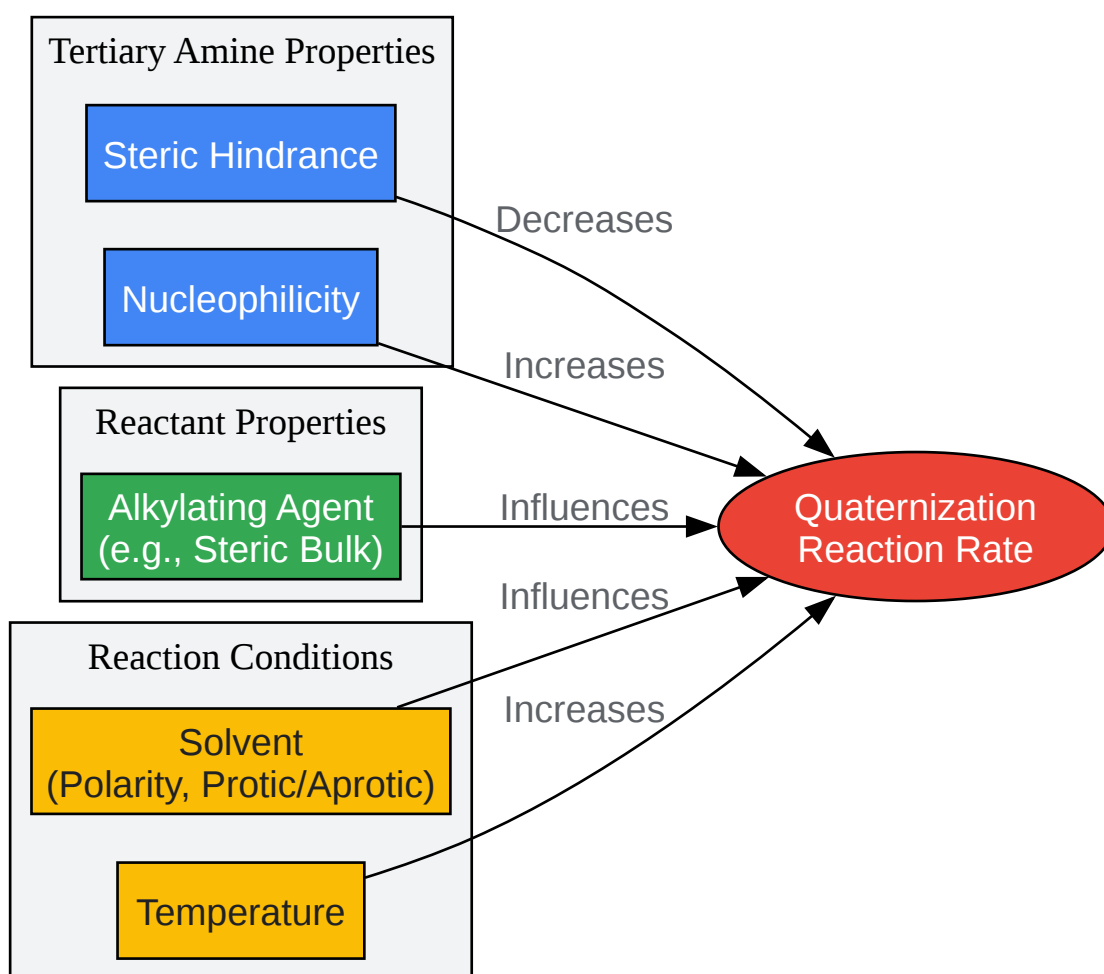 Tertiary Amine Properties
Steric Hindrance
Decreases
Nucleophilicity
Increases
Reactant Properties
Alkylating Agent
(e.g., Steric Bulk)
Influences
Quaternization
Reaction Rate
Influences
Reaction Conditions
Solvent
(Polarity, Protic/Aprotic)
Increases
Temperature